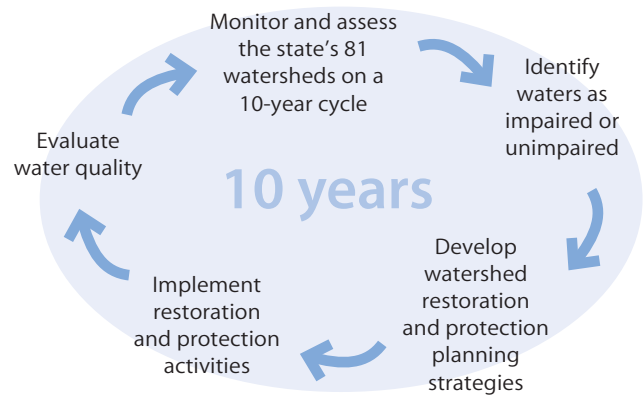 Monitor and assess
the state’s 81
watersheds on a
10-year cycle
Identify
waters as
impaired or
unimpaired
Develop
watershed
restoration
and protection
planning
strategies
Implement
restoration
and protection
activities
Evaluate
water quality
10 years